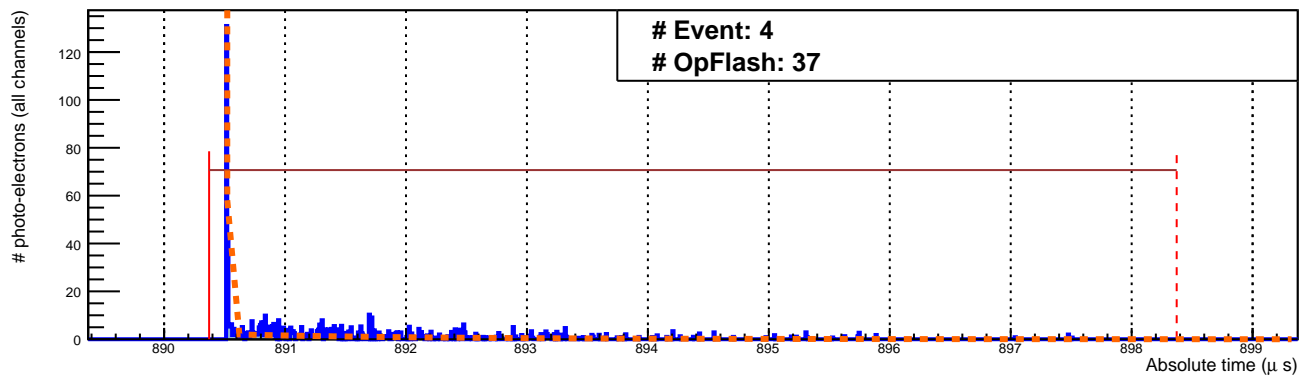 # Event: 4
# OpFlash: 37
# photo-electrons (all channels)
120
100
80
60
40
20
0
890 891 892 893 894 895 896 897 898 899
Absolute time (μ s)